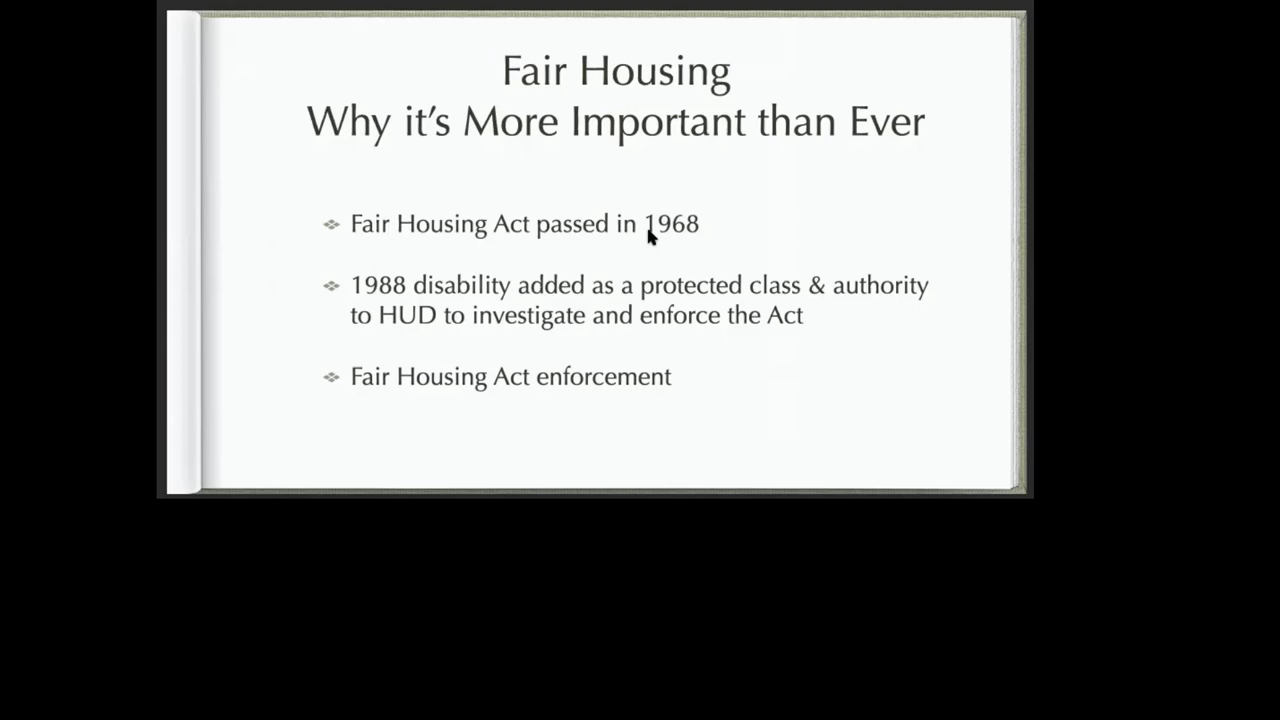 Fair Housing
Why it's More Important than Ever
Fair Housing Act passed in 1968
1988 disability added as a protected class & authority
to HUD to investigate and enforce the Act
Fair Housing Act enforcement